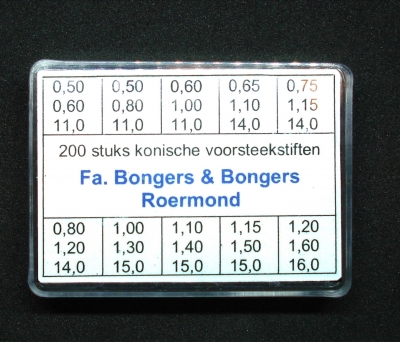 0,50 0,50 0,60 0,65 0,75
0,60 0,80 1,00 1,10 1,15
11,0 11,0 11,0 14,0 14,0
200 stuks konische voorsteekstiften
Fa. Bongers & Bongers
Roermond
0,80 1,00 1,10 1,15 1,20
1,20 1,30 1,40 1,50 1,60
14,0 15,0 15,0 15,0 16,0